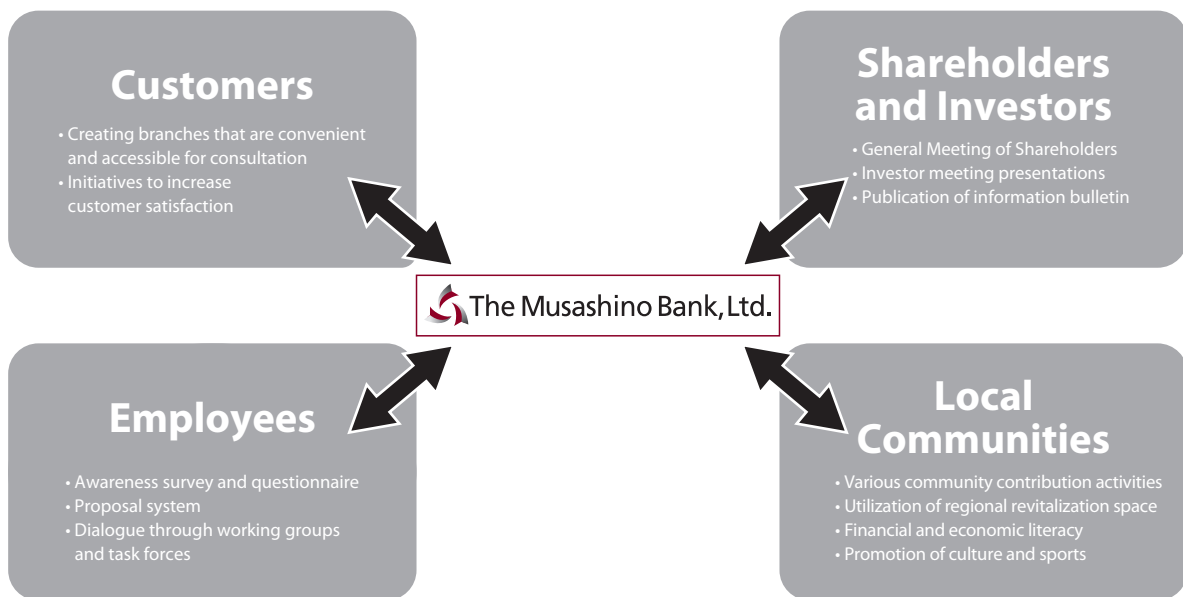 Customers
• Creating branches that are convenient
and accessible for consultation
• Initiatives to increase
customer satisfaction
Shareholders
and Investors
• General Meeting of Shareholders
• Investor meeting presentations
• Publication of information bulletin
The Musashino Bank, Ltd.
Employees
• Awareness survey and questionnaire
• Proposal system
• Dialogue through working groups
and task forces
Local
Communities
• Various community contribution activities
• Utilization of regional revitalization space
• Financial and economic literacy
• Promotion of culture and sports